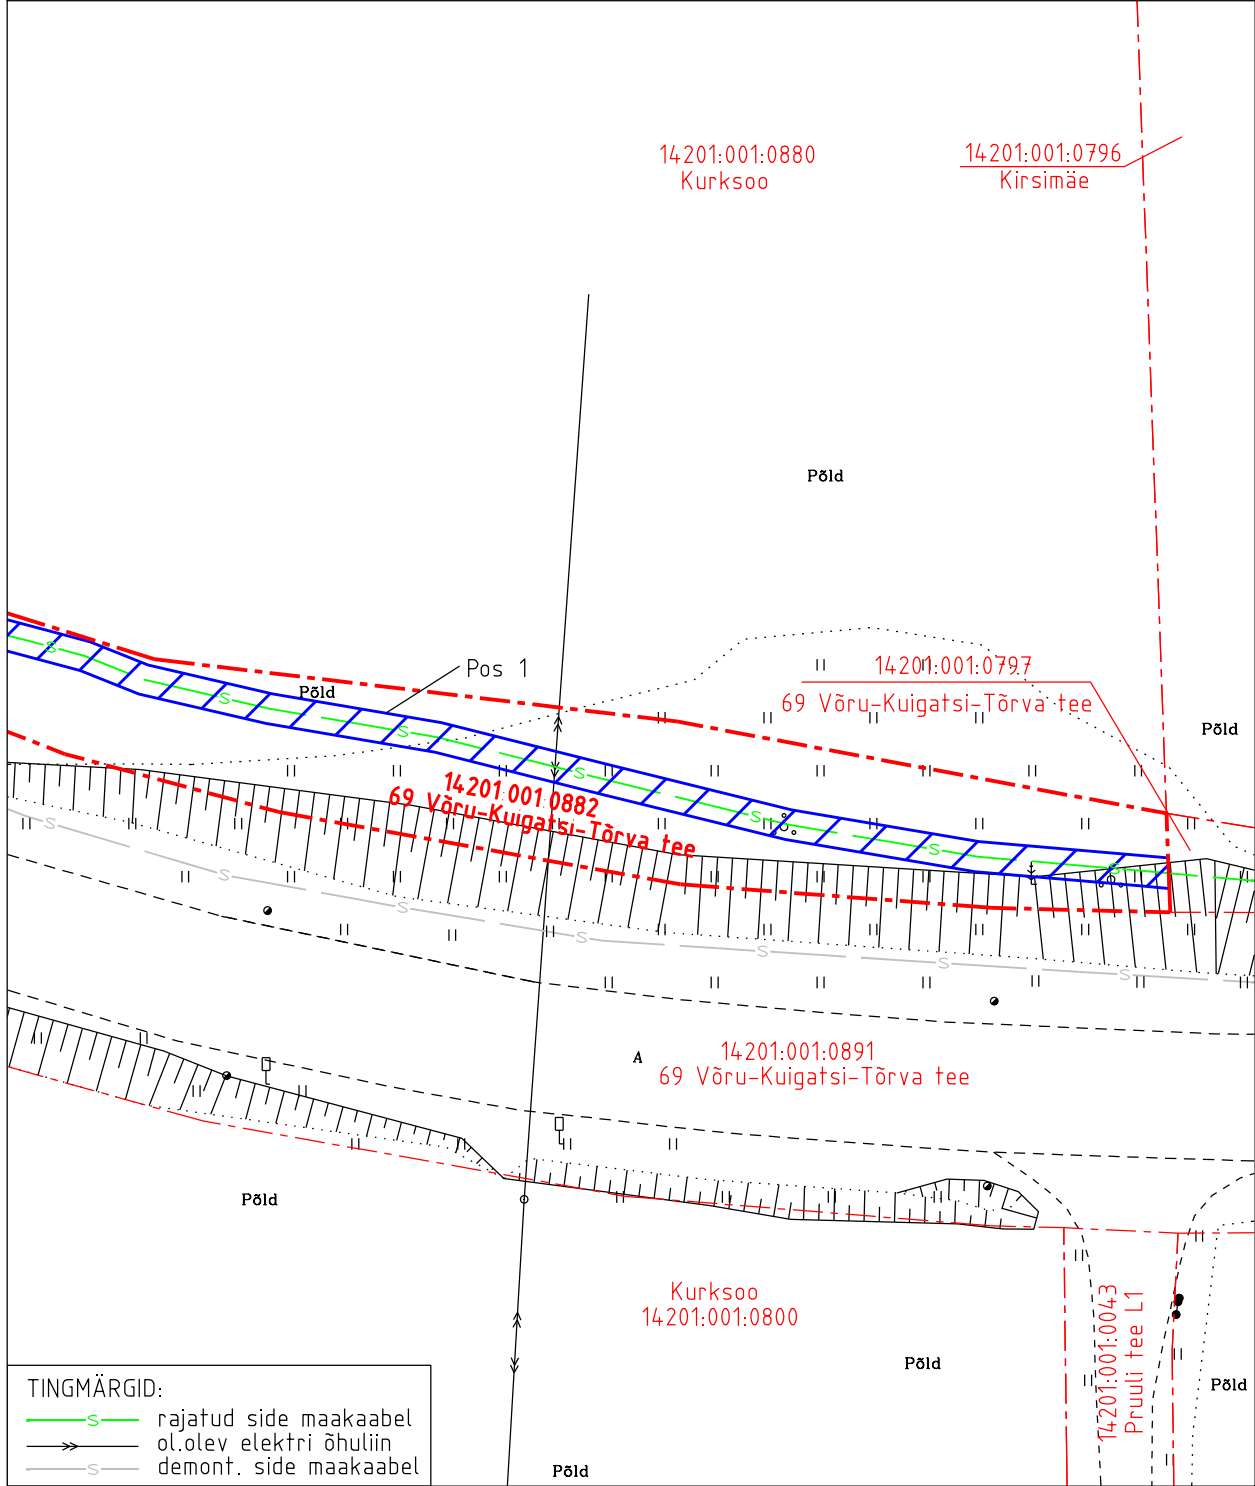 14201:001:0880
Kurksoo
14201:001:0796
Kirsimäe
Põld
14201:001:0797
69 Võru-Kuigatsi-Tõrva tee
Pos 1
Põld
Põld
14201:001:0882
69 Võru-Kuigatsi-Tõrva tee
S
S
S
S
S
S
S
S
S
S
S
S
S
S
A
14201:001:0891
69 Võru-Kuigatsi-Tõrva tee
Põld
Kurksoo
14201:001:0800
14201:001:0043
Pruuli tee L1
Põld
Põld
Põld
TINGMÄRGID:
S rajatud side maakaabel
ol.olev elektri õhuliin
S demont. side maakaabel